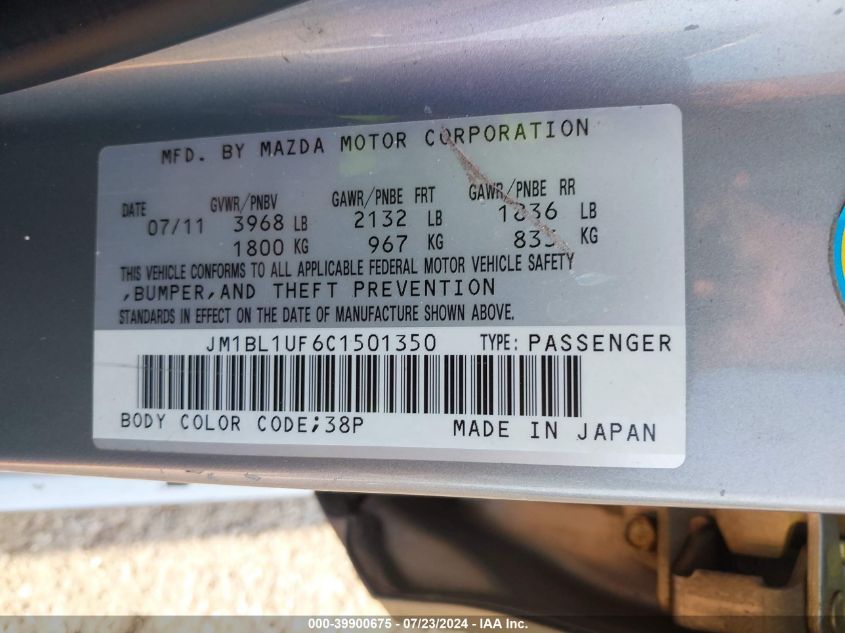 MFD. BY MAZDA MOTOR CORPORATION
DATE GVWR/PNBV GAWR/PNBE FRT GAWR/PNBE RR
07/11 3968 LB 2132 LB 1836 LB
1800 KG 967 KG KG
THIS VEHICLE CONFORMS TO ALL APPLICABLE FEDERAL MOTOR VEHICLE SAFETY
,BUMPER,AND THEFT PREVENTION
STANDARDS IN EFFECT ON THE DATE OF MANUFACTURE SHOWN ABOVE.
JM1BL1UF6C1501350 TYPE: PASSENGER
BODY COLOR CODE;38P MADE IN JAPAN
000-39900675 - 07/23/2024 - IAA Inc.